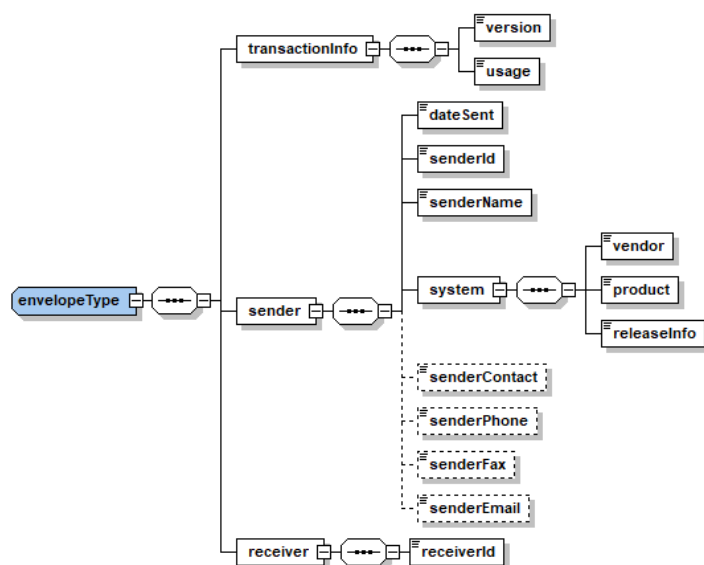 version
transactionInfo
usage
dateSent
senderId
senderName
vendor
system
product
envelopeType
sender
releaseInfo
senderContact
senderPhone
senderFax
senderEmail
receiver
receiverId